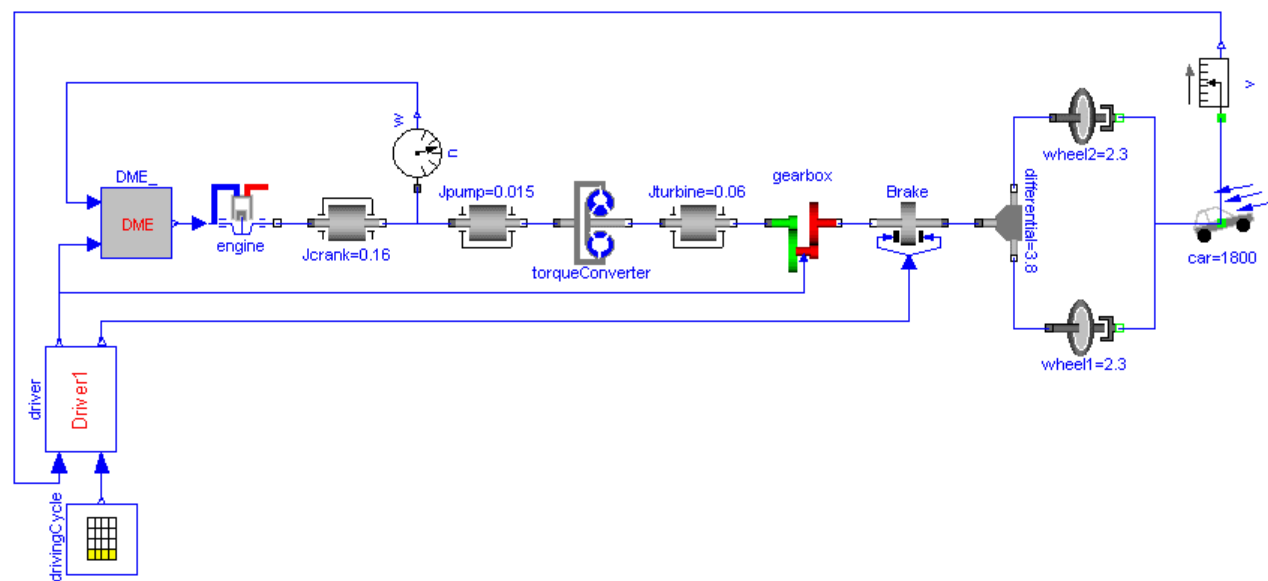 w
n
v
DME_
DME
engine
Jcrank=0.16
Jpump=0.015
torqueConverter
Jturbine=0.06
gearbox
Brake
differential=3.8
wheel2=2.3
wheel1=2.3
car=1800
driver
Driver1
drivingCycle